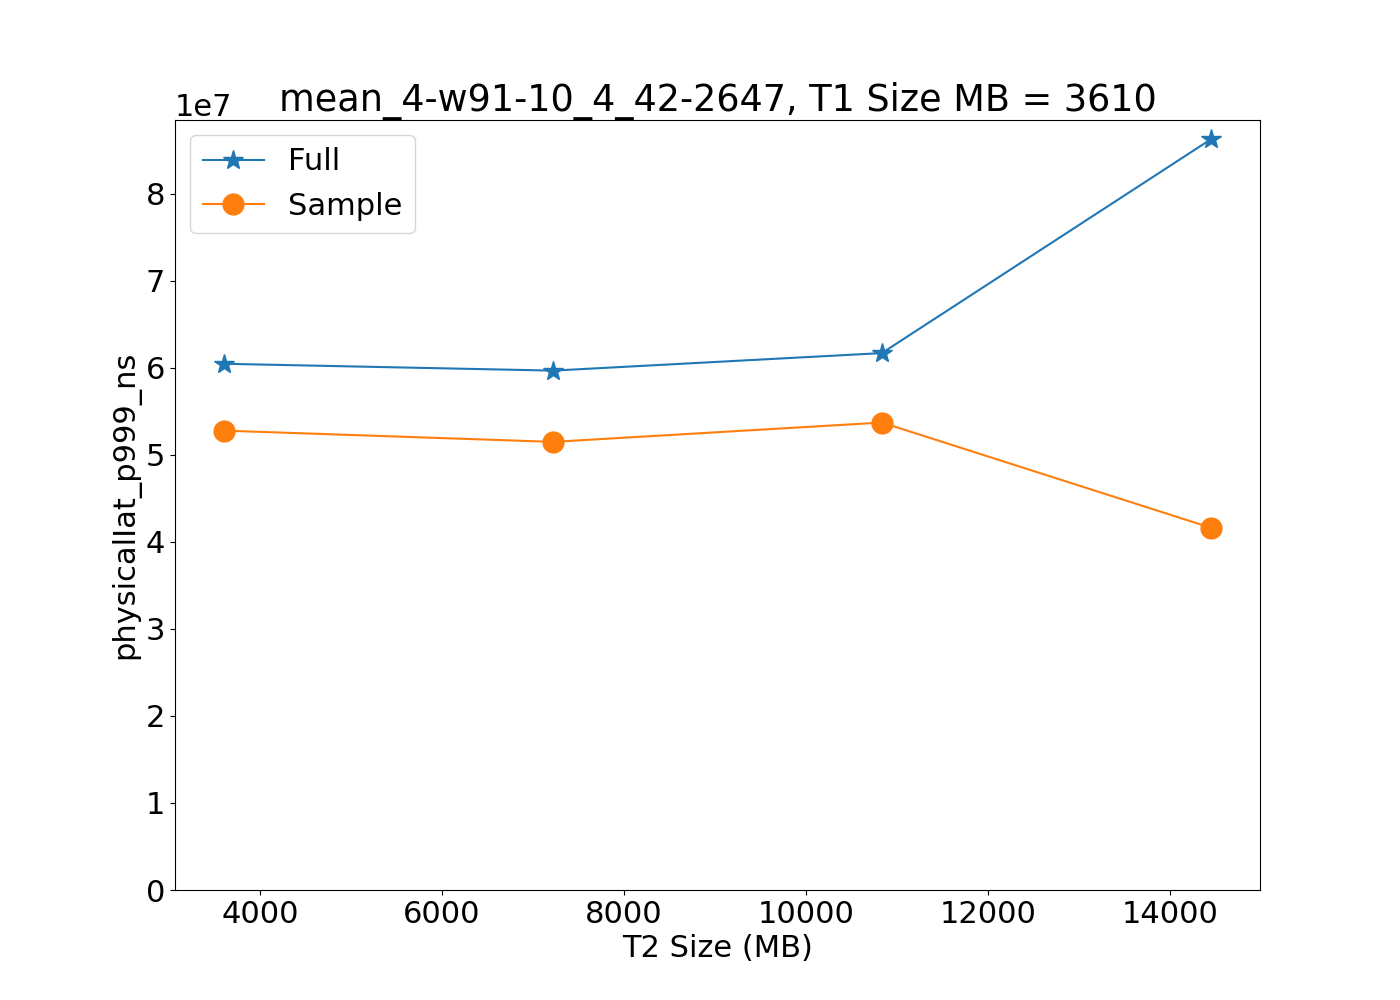 mean_4-w91-10_4_42-2647, T1 Size MB = 3610
1e7
Full
Sample
8
7
6
5
4
3
2
1
0
physicallat_p999_ns
4000 6000 8000 10000 12000 14000
T2 Size (MB)